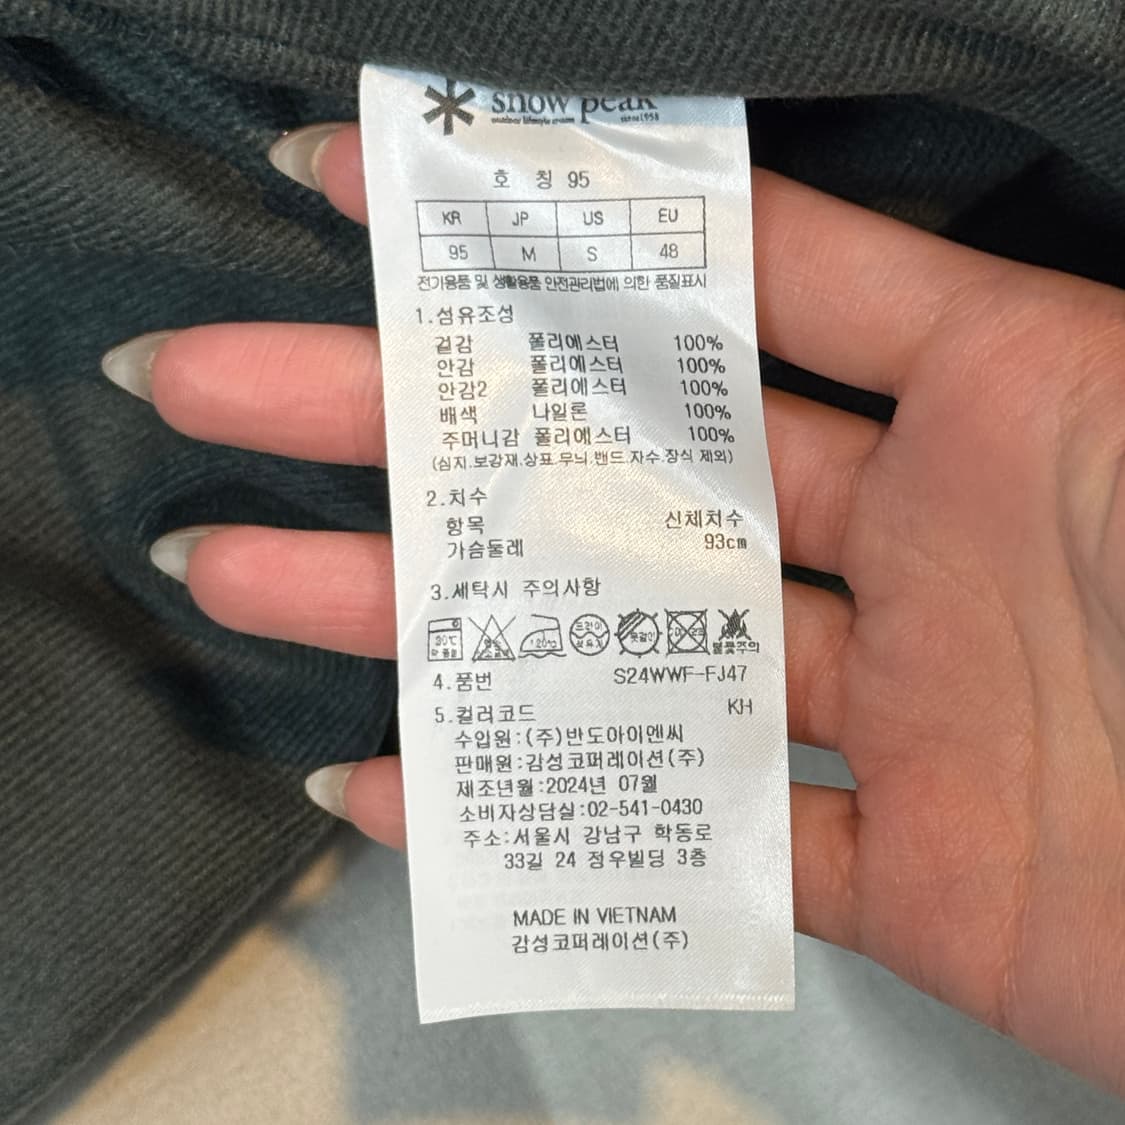 snow peak
outdoor lifestyle creator since1958
호 칭 95
KR JP US EU
95 M S 48
전기용품 및 생활용품 안전관리법에 의한 품질표시
1.섬유조성
겉감 폴리에스터 100%
안감 폴리에스터 100%
안감2 폴리에스터 100%
배색 나일론 100%
주머니감 폴리에스터 100%
(심지.보강재.상표.무늬.밴드.자수.장식 제외)
2.치수
항목 신체치수
가슴둘레 93cm
3.세탁시 주의사항
30℃ 120℃ 불꽃주의
4.품번 S24WWF-FJ47
5.컬러코드 KH
수입원:(주)반도아이엔씨
판매원:감성코퍼레이션(주)
제조년월:2024년 07월
소비자상담실:02-541-0430
주소:서울시 강남구 학동로
33길 24 정우빌딩 3층
MADE IN VIETNAM
감성코퍼레이션(주)